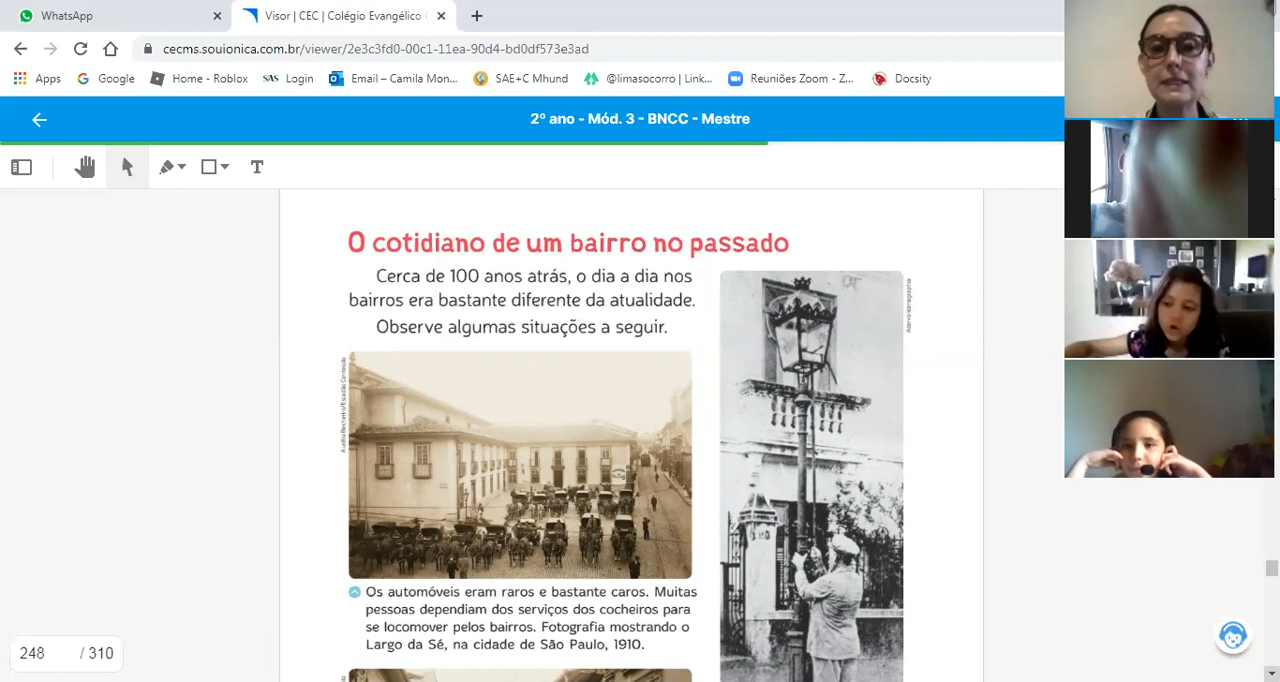 WhatsApp
Visor | CEC | Colégio Evangélico
cecms.souionica.com.br/viewer/2e3c3fd0-00c1-11ea-90d4-bd0df573e3ad
Apps Google Home - Roblox SAS Login Email – Camila Mon... SAE+C Mhund @limasocorro | Link... Reuniões Zoom - Z... Docsity
2º ano - Mód. 3 - BNCC - Mestre
T
O cotidiano de um bairro no passado
Cerca de 100 anos atrás, o dia a dia nos
bairros era bastante diferente da atualidade.
Observe algumas situações a seguir.
Os automóveis eram raros e bastante caros. Muitas
pessoas dependiam dos serviços dos cocheiros para
se locomover pelos bairros. Fotografia mostrando o
Largo da Sé, na cidade de São Paulo, 1910.
248 / 310